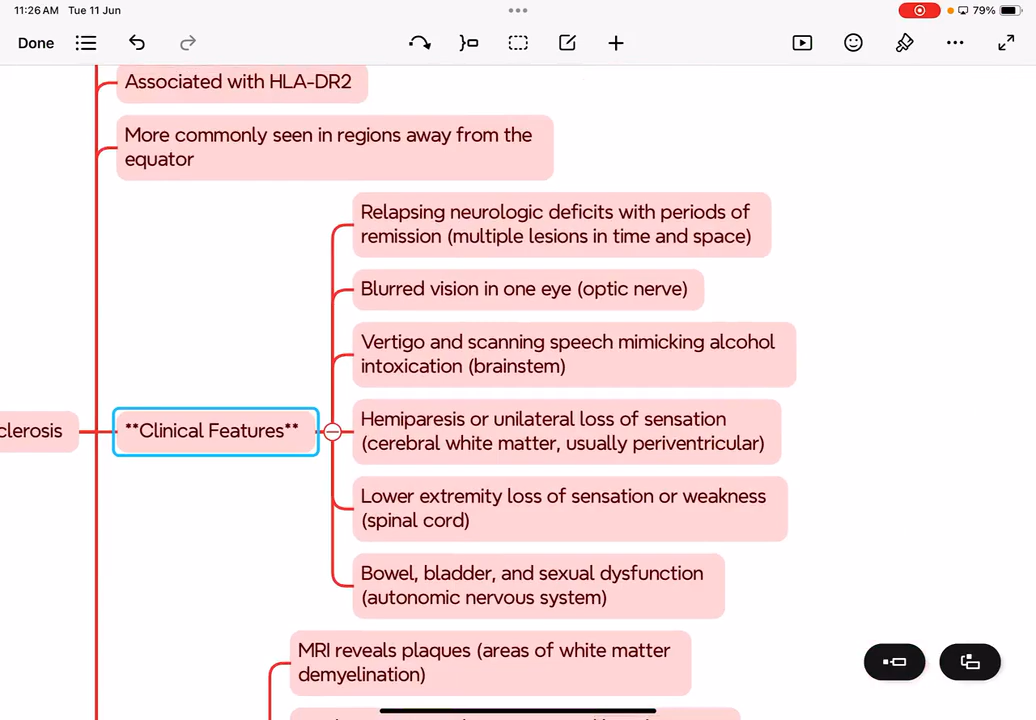 11:26 AM Tue 11 Jun
79%
Done
Associated with HLA-DR2
More commonly seen in regions away from the
equator
Relapsing neurologic deficits with periods of
remission (multiple lesions in time and space)
Blurred vision in one eye (optic nerve)
Vertigo and scanning speech mimicking alcohol
intoxication (brainstem)
clerosis
**Clinical Features**
Hemiparesis or unilateral loss of sensation
(cerebral white matter, usually periventricular)
Lower extremity loss of sensation or weakness
(spinal cord)
Bowel, bladder, and sexual dysfunction
(autonomic nervous system)
MRI reveals plaques (areas of white matter
demyelination)